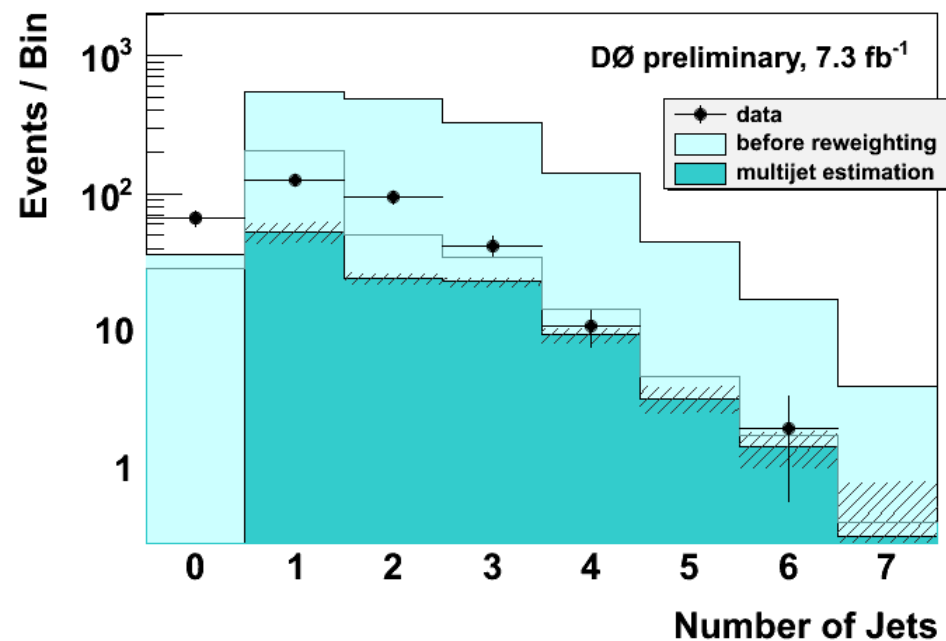 Events / Bin
10³
10²
10
1
DØ preliminary, 7.3 fb⁻¹
data
before reweighting
multijet estimation
0 1 2 3 4 5 6 7
Number of Jets